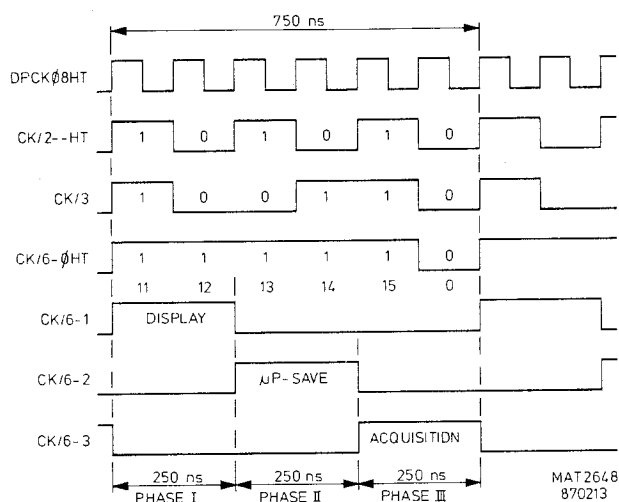 750 ns
DPCKØ8HT
CK/2--HT 1 0 1 0 1 0
CK/3 1 0 0 1 1 0
CK/6-ØHT 1 1 1 1 1 0
11 12 13 14 15 0
CK/6-1 DISPLAY
CK/6-2 µP-SAVE
CK/6-3 ACQUISITION
250 ns 250 ns 250 ns
PHASE I PHASE II PHASE III
MAT2648
870213